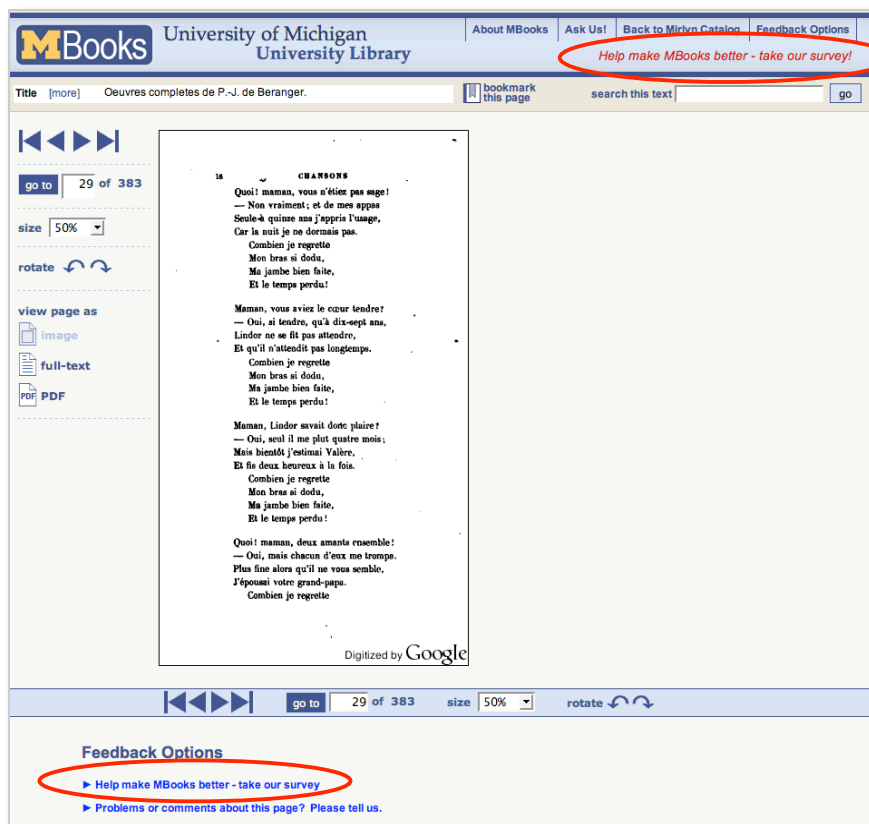 MBooks
University of Michigan
University Library
About MBooks Ask Us! Back to Mirlyn Catalog Feedback Options
Help make MBooks better - take our survey!
Title [more] Oeuvres completes de P.-J. de Beranger.
bookmark
this page
search this text go
go to 29 of 383
size 50%
rotate
view page as
image
full-text
PDF PDF
18 CHANSONS
Quoi! maman, vous n'étiez pas sage!
— Non vraiment; et de mes appas
Seule à quinze ans j'appris l'usage,
Car la nuit je ne dormais pas.
Combien je regrette
Mon bras si dodu,
Ma jambe bien faite,
Et le temps perdu!
Maman, vous aviez le cœur tendre?
— Oui, si tendre, qu'à dix-sept ans,
Lindor ne se fit pas attendre,
Et qu'il n'attendit pas longtemps.
Combien je regrette
Mon bras si dodu,
Ma jambe bien faite,
Et le temps perdu!
Maman, Lindor savait donc plaire?
— Oui, seul il me plut quatre mois;
Mais bientôt j'estimai Valère,
Et fis deux heureux à la fois.
Combien je regrette
Mon bras si dodu,
Ma jambe bien faite,
Et le temps perdu!
Quoi! maman, deux amants ensemble!
— Oui, mais chacun d'eux me trompa.
Plus fine alors qu'il ne vous semble,
J'épousai votre grand-papa.
Combien je regrette
Digitized by Google
go to 29 of 383 size 50% rotate
Feedback Options
Help make MBooks better - take our survey
Problems or comments about this page? Please tell us.